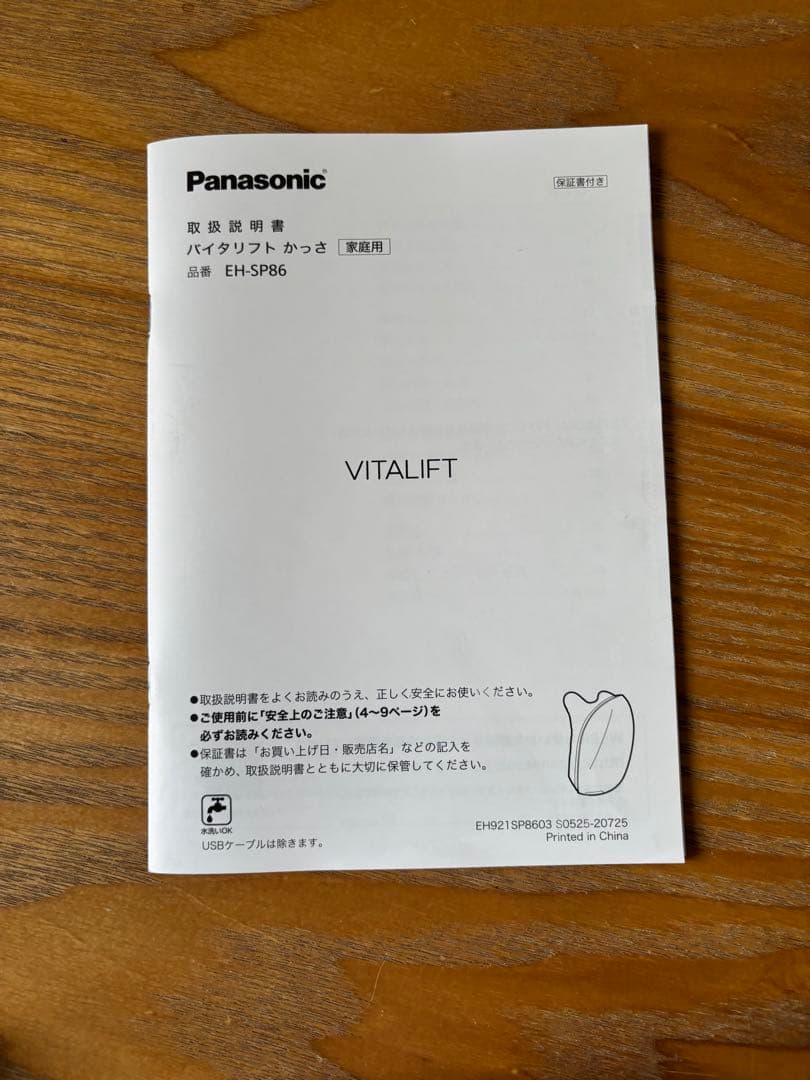 Panasonic®
保証書付き
取扱説明書
バイタリフト かっさ 家庭用
品番 EH-SP86
VITALIFT
●取扱説明書をよくお読みのうえ、正しく安全にお使いください。
●ご使用前に「安全上のご注意」(4~9ページ)を
必ずお読みください。
●保証書は「お買い上げ日・販売店名」などの記入を
確かめ、取扱説明書とともに大切に保管してください。
水洗いOK
USBケーブルは除きます。
EH921SP8603 S0525-20725
Printed in China